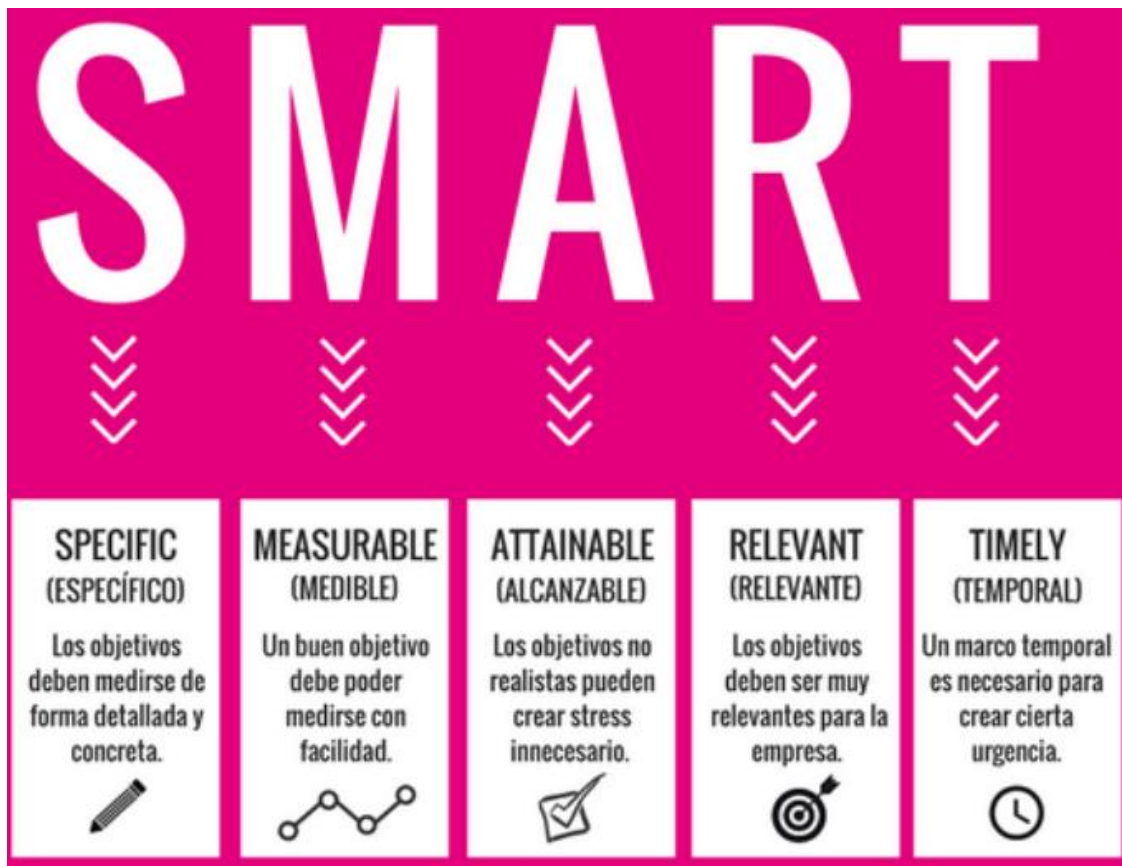 SMART
SPECIFIC
(ESPECÍFICO)
Los objetivos
deben medirse de
forma detallada y
concreta.
MEASURABLE
(MEDIBLE)
Un buen objetivo
debe poder
medirse con
facilidad.
ATTAINABLE
(ALCANZABLE)
Los objetivos no
realistas pueden
crear stress
innecesario.
RELEVANT
(RELEVANTE)
Los objetivos
deben ser muy
relevantes para la
empresa.
TIMELY
(TEMPORAL)
Un marco temporal
es necesario para
crear cierta
urgencia.